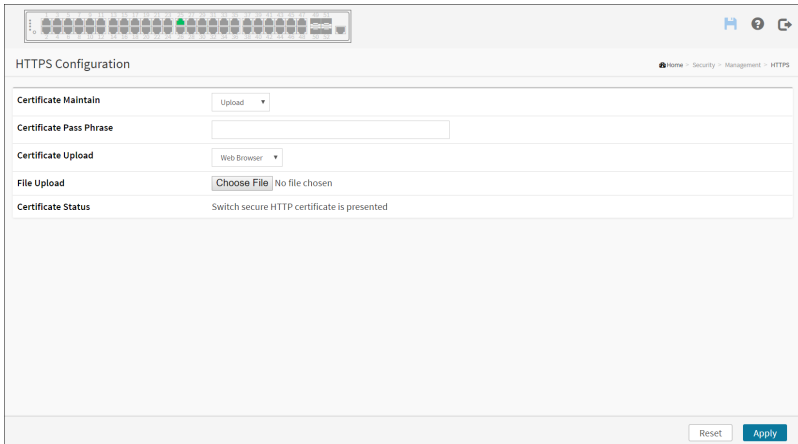 HTTPS Configuration
Home > Security > Management > HTTPS
Certificate Maintain
Upload
Certificate Pass Phrase
Certificate Upload
Web Browser
File Upload
Choose File No file chosen
Certificate Status
Switch secure HTTP certificate is presented
Reset
Apply